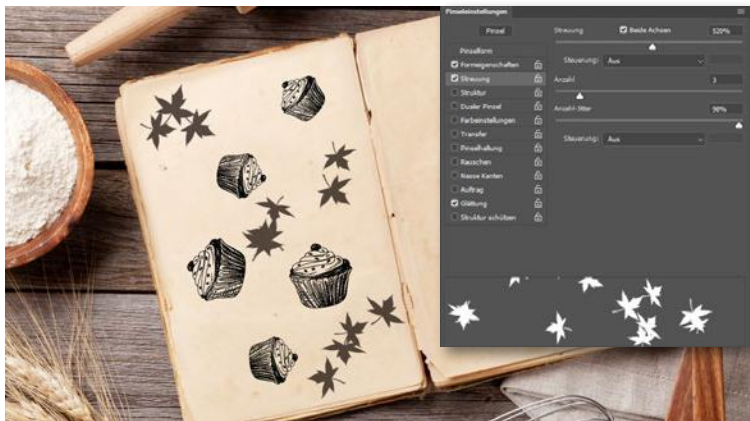 Pinseleinstellungen
Pinsel
Pinselform
Formeigenschaften
Streuung
Struktur
Dualer Pinsel
Farbeinstellungen
Transfer
Pinselhaltung
Rauschen
Nasse Kanten
Auftrag
Glättung
Struktur schützen
Streuung Beide Achsen 520%
Steuerung: Aus
Anzahl 3
Anzahl-Jitter 98%
Steuerung: Aus